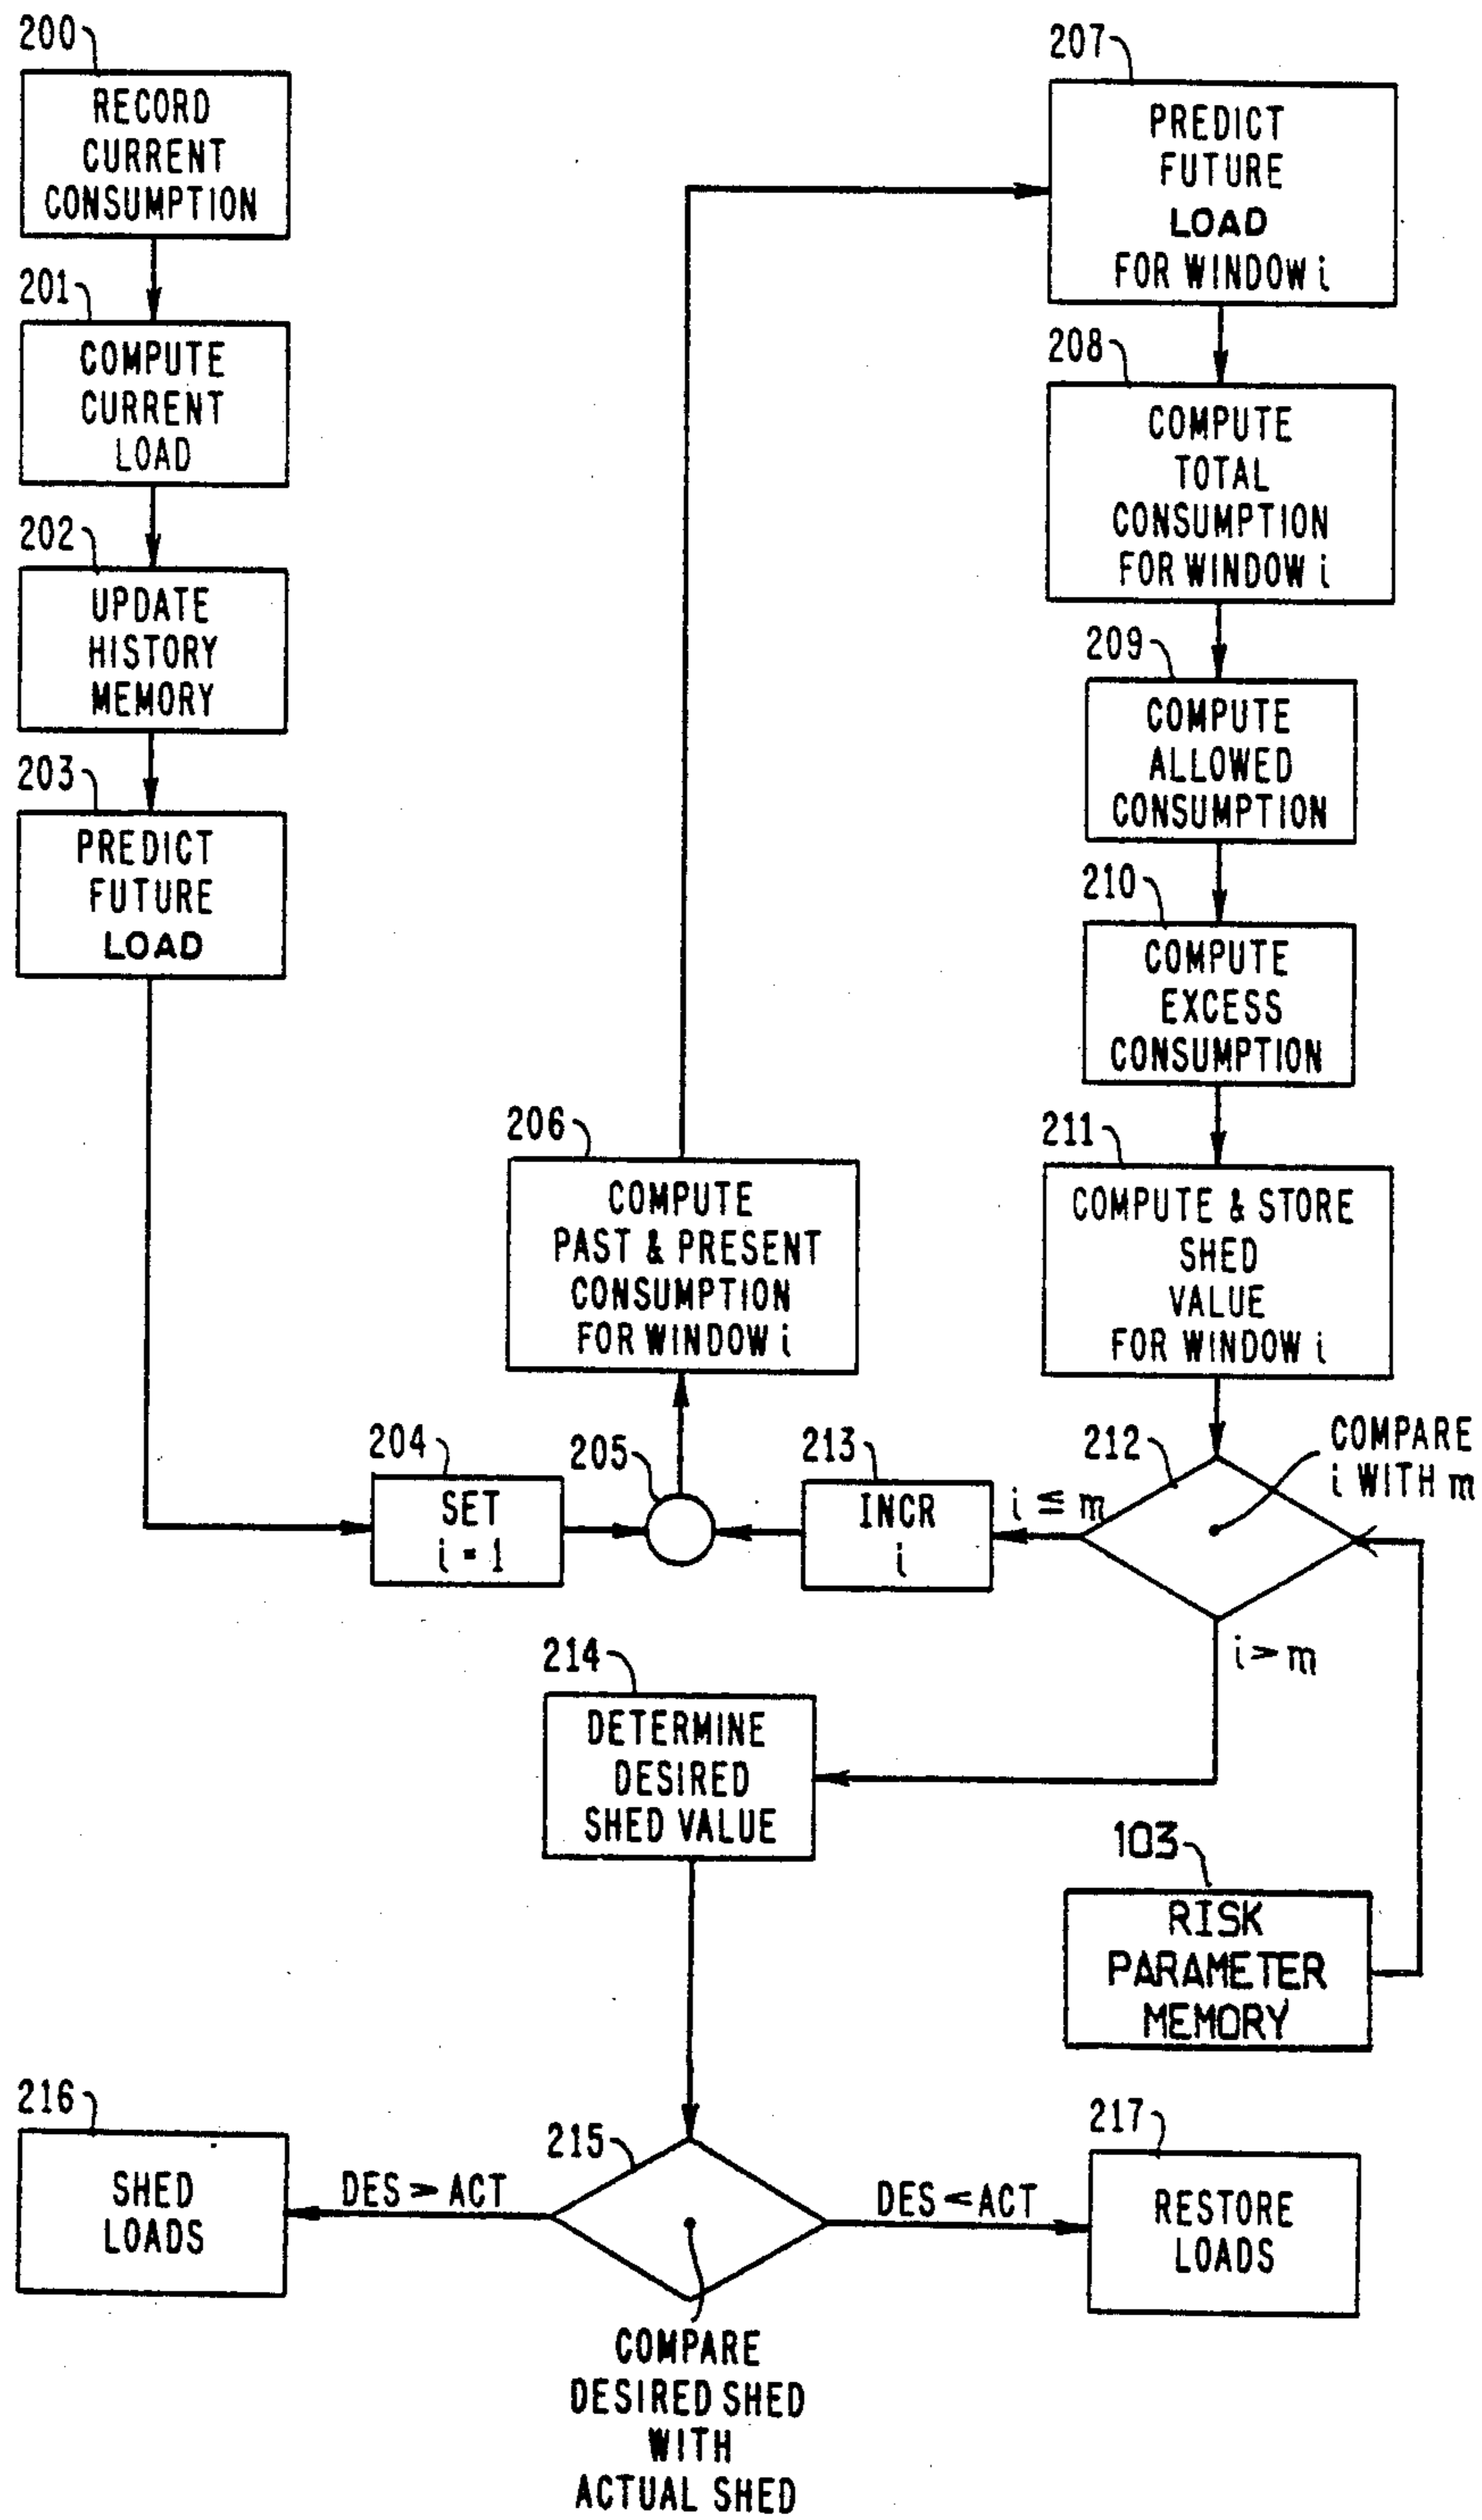 200
RECORD
CURRENT
CONSUMPTION
201
COMPUTE
CURRENT
LOAD
202
UPDATE
HISTORY
MEMORY
203
PREDICT
FUTURE
LOAD
204
SET
i = 1
205
206
COMPUTE
PAST & PRESENT
CONSUMPTION
FOR WINDOW i
207
PREDICT
FUTURE
LOAD
FOR WINDOW i
208
COMPUTE
TOTAL
CONSUMPTION
FOR WINDOW i
209
COMPUTE
ALLOWED
CONSUMPTION
210
COMPUTE
EXCESS
CONSUMPTION
211
COMPUTE & STORE
SHED
VALUE
FOR WINDOW i
212
COMPARE
i WITH m
i ≦ m
213
INCR
i
i > m
214
DETERMINE
DESIRED
SHED VALUE
103
RISK
PARAMETER
MEMORY
215
DES > ACT
DES < ACT
216
SHED
LOADS
217
RESTORE
LOADS
COMPARE
DESIRED SHED
WITH
ACTUAL SHED